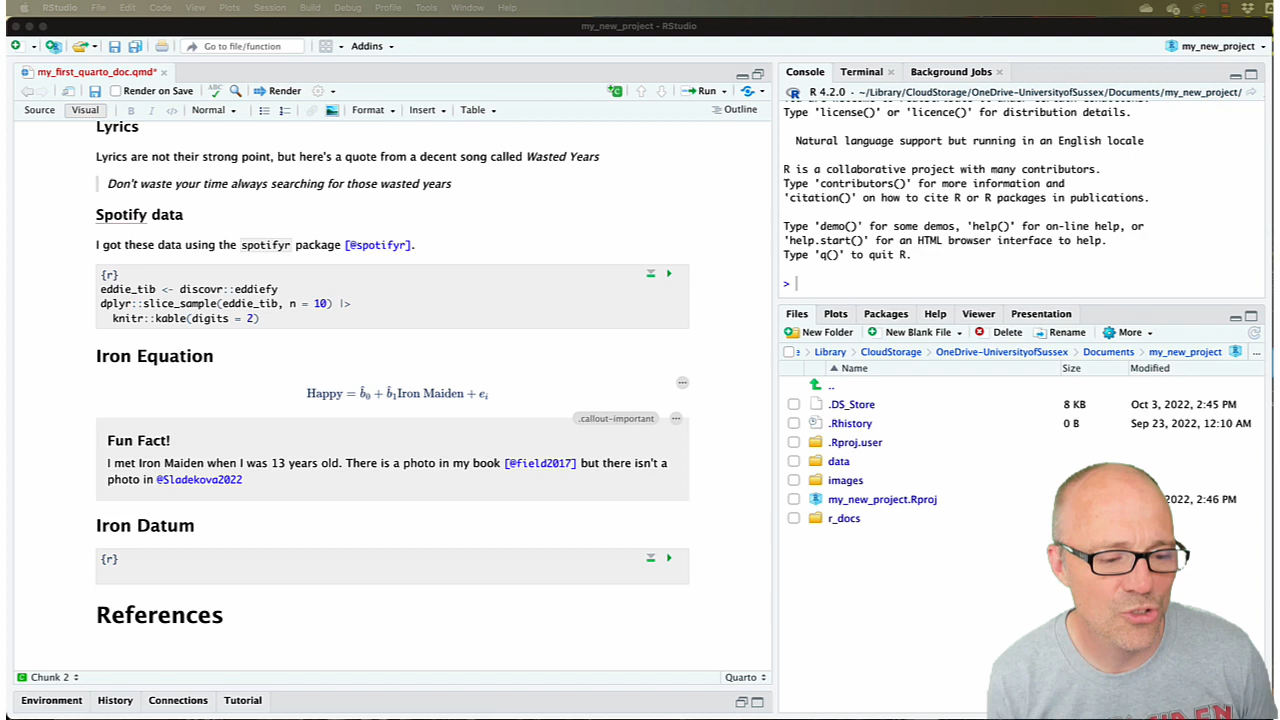 RStudio File Edit Code View Plots Session Build Debug Profile Tools Window Help
my_new_project - RStudio
Go to file/function Addins my_new_project
my_first_quarto_doc.qmd*
Render on Save Render Run
Source Visual B I Normal Format Insert Table Outline
Lyrics
Lyrics are not their strong point, but here's a quote from a decent song called Wasted Years
Don't waste your time always searching for those wasted years
Spotify data
I got these data using the spotifyr package [@spotifyr].
{r}
eddie_tib <- discovr::eddiefy
dplyr::slice_sample(eddie_tib, n = 10) |>
knitr::kable(digits = 2)
Iron Equation
Happy = b̂₀ + b̂₁Iron Maiden + eᵢ
.callout-important
Fun Fact!
I met Iron Maiden when I was 13 years old. There is a photo in my book [@field2017] but there isn't a
photo in @Sladekova2022
Iron Datum
{r}
References
Chunk 2 Quarto
Environment History Connections Tutorial
Console Terminal Background Jobs
R 4.2.0 · ~/Library/CloudStorage/OneDrive-UniversityofSussex/Documents/my_new_project/
Type 'license()' or 'licence()' for distribution details.
Natural language support but running in an English locale
R is a collaborative project with many contributors.
Type 'contributors()' for more information and
'citation()' on how to cite R or R packages in publications.
Type 'demo()' for some demos, 'help()' for on-line help, or
'help.start()' for an HTML browser interface to help.
Type 'q()' to quit R.
>
Files Plots Packages Help Viewer Presentation
New Folder New Blank File Delete Rename More
Library CloudStorage OneDrive-UniversityofSussex Documents my_new_project ...
Name Size Modified
..
.DS_Store 8 KB Oct 3, 2022, 2:45 PM
.Rhistory 0 B Sep 23, 2022, 12:10 AM
.Rproj.user
data
images
my_new_project.Rproj 2022, 2:46 PM
r_docs